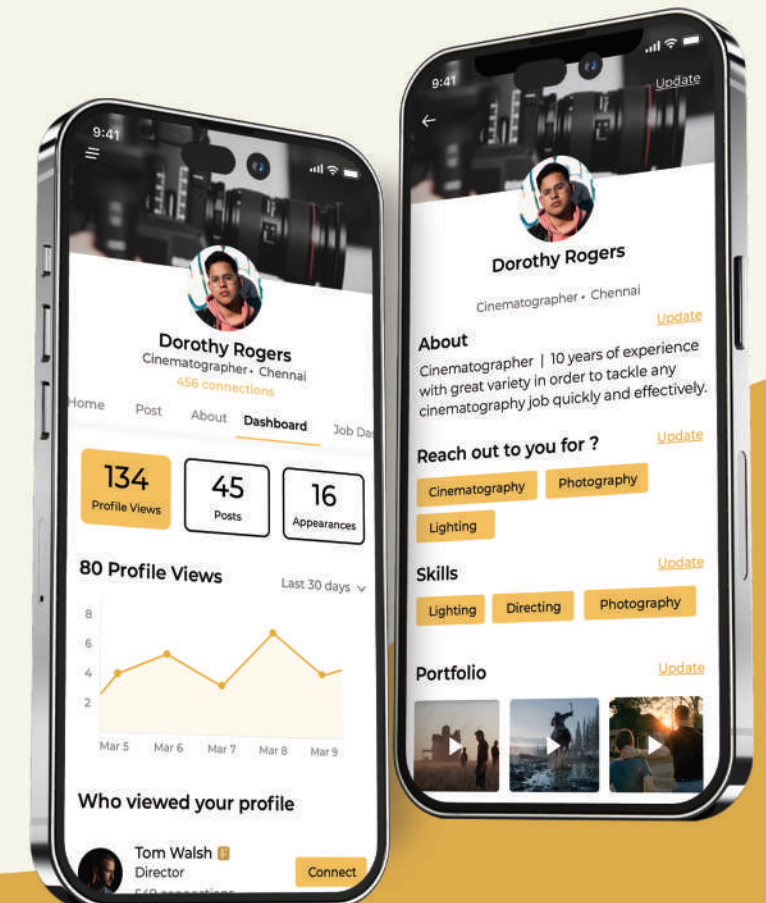 9:41
Dorothy Rogers
Cinematographer • Chennai
456 connections
Home Post About Dashboard Job Das
134
Profile Views
45
Posts
16
Appearances
80 Profile Views
Last 30 days
8
6
4
2
Mar 5 Mar 6 Mar 7 Mar 8 Mar 9
Who viewed your profile
Tom Walsh
Director
Connect
9:41
Update
Dorothy Rogers
Cinematographer • Chennai
About
Update
Cinematographer | 10 years of experience
with great variety in order to tackle any
cinematography job quickly and effectively.
Reach out to you for ?
Update
Cinematography
Photography
Lighting
Skills
Update
Lighting
Directing
Photography
Portfolio
Update